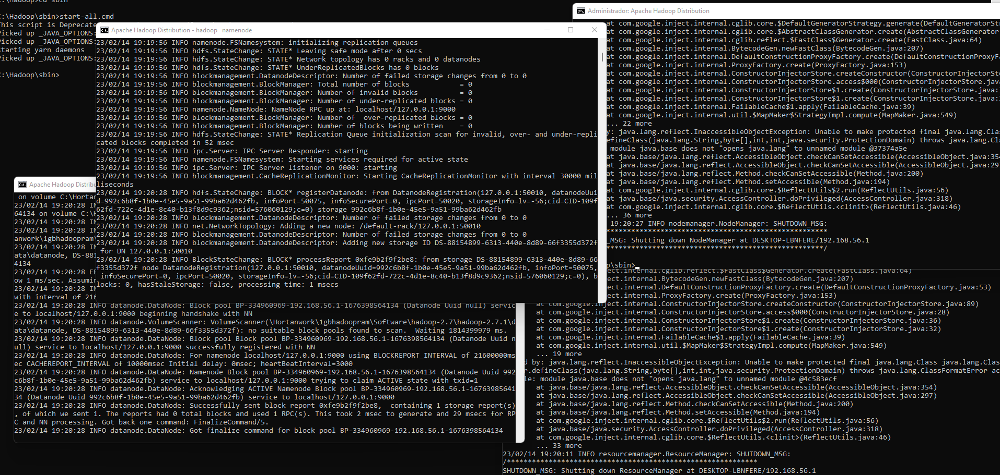 C:\Hadoop>cd sbin
C:\Hadoop\sbin>start-all.cmd
This script is Deprecate
Picked up _JAVA_OPTIONS:
Picked up _JAVA_OPTIONS:
starting yarn daemons
Picked up _JAVA_OPTIONS:
C:\Hadoop\sbin>
Apache Hadoop Distribution - hadoop   namenode
23/02/14 19:19:56 INFO namenode.FSNamesystem: initializing replication queues
23/02/14 19:19:56 INFO hdfs.StateChange: STATE* Leaving safe mode after 0 secs
23/02/14 19:19:56 INFO hdfs.StateChange: STATE* Network topology has 0 racks and 0 datanodes
23/02/14 19:19:56 INFO hdfs.StateChange: STATE* UnderReplicatedBlocks has 0 blocks
23/02/14 19:19:56 INFO blockmanagement.DatanodeDescriptor: Number of failed storage changes from 0 to 0
23/02/14 19:19:56 INFO blockmanagement.BlockManager: Total number of blocks            = 0
23/02/14 19:19:56 INFO blockmanagement.BlockManager: Number of invalid blocks          = 0
23/02/14 19:19:56 INFO blockmanagement.BlockManager: Number of under-replicated blocks = 0
23/02/14 19:19:56 INFO namenode.NameNode: NameNode RPC up at: localhost/127.0.0.1:9000
23/02/14 19:19:56 INFO blockmanagement.BlockManager: Number of  over-replicated blocks = 0
23/02/14 19:19:56 INFO blockmanagement.BlockManager: Number of blocks being written    = 0
23/02/14 19:19:56 INFO hdfs.StateChange: STATE* Replication Queue initialization scan for invalid, over- and under-repli
cated blocks completed in 52 msec
23/02/14 19:19:56 INFO ipc.Server: IPC Server Responder: starting
23/02/14 19:19:56 INFO namenode.FSNamesystem: Starting services required for active state
23/02/14 19:19:56 INFO ipc.Server: IPC Server listener on 9000: starting
23/02/14 19:19:56 INFO blockmanagement.CacheReplicationMonitor: Starting CacheReplicationMonitor with interval 30000 mil
liseconds
23/02/14 19:20:28 INFO hdfs.StateChange: BLOCK* registerDatanode: from DatanodeRegistration(127.0.0.1:50010, datanodeUui
d=992c6b8f-1b0e-45e5-9a51-99ba62d462fb, infoPort=50075, infoSecurePort=0, ipcPort=50020, storageInfo=lv=-56;cid=CID-109f
62fd-722c-4d1e-8c40-b13f8d9c9362;nsid=576060129;c=0) storage 992c6b8f-1b0e-45e5-9a51-99ba62d462fb
23/02/14 19:20:28 INFO blockmanagement.DatanodeDescriptor: Number of failed storage changes from 0 to 0
23/02/14 19:20:28 INFO net.NetworkTopology: Adding a new node: /default-rack/127.0.0.1:50010
23/02/14 19:20:28 INFO blockmanagement.DatanodeDescriptor: Number of failed storage changes from 0 to 0
23/02/14 19:20:28 INFO blockmanagement.DatanodeDescriptor: Adding new storage ID DS-88154899-6313-440e-8d89-66f3355d372f
 for DN 127.0.0.1:50010
23/02/14 19:20:28 INFO BlockStateChange: BLOCK* processReport 0xfe9b2f9f2be8: from storage DS-88154899-6313-440e-8d89-66
f3355d372f node DatanodeRegistration(127.0.0.1:50010, datanodeUuid=992c6b8f-1b0e-45e5-9a51-99ba62d462fb, infoPort=50075,
 infoSecurePort=0, ipcPort=50020, storageInfo=lv=-56;cid=CID-109f62fd-722c-4d1e-8c40-b13f8d9c9362;nsid=576060129;c=0), b
locks: 0, hasStaleStorage: false, processing time: 1 msecs
Apache Hadoop Distribu
 on volume C:\Hortan
23/02/14 19:20:28 IN
64134 on volume C:\H
23/02/14 19:20:28 IN
23/02/14 19:20:28 IN
anwork\1gbhadoopram\
23/02/14 19:20:28 IN
ata\datanode, DS-881
4134
23/02/14 19:20:28 ER
ow 1 ms/sec. Assumin
23/02/14 19:20:28 IN
with interval of 216
23/02/14 19:20:28 INFO datanode.DataNode: Block pool BP-334960969-192.168.56.1-1676398564134 (Datanode Uuid null) servic
e to localhost/127.0.0.1:9000 beginning handshake with NN
23/02/14 19:20:28 INFO datanode.VolumeScanner: VolumeScanner(\Hortanwork\1gbhadoopram\Software\hadoop-2.7\hadoop-2.7.1\d
ata\datanode, DS-88154899-6313-440e-8d89-66f3355d372f): no suitable block pools found to scan.  Waiting 1814399979 ms.
23/02/14 19:20:28 INFO datanode.DataNode: Block pool Block pool BP-334960969-192.168.56.1-1676398564134 (Datanode Uuid n
ull) service to localhost/127.0.0.1:9000 successfully registered with NN
23/02/14 19:20:28 INFO datanode.DataNode: For namenode localhost/127.0.0.1:9000 using BLOCKREPORT_INTERVAL of 21600000ms
ec CACHEREPORT_INTERVAL of 10000msec Initial delay: 0msec; heartBeatInterval=3000
23/02/14 19:20:28 INFO datanode.DataNode: Namenode Block pool BP-334960969-192.168.56.1-1676398564134 (Datanode Uuid 992
c6b8f-1b0e-45e5-9a51-99ba62d462fb) service to localhost/127.0.0.1:9000 trying to claim ACTIVE state with txid=1
23/02/14 19:20:28 INFO datanode.DataNode: Acknowledging ACTIVE Namenode Block pool BP-334960969-192.168.56.1-16763985641
34 (Datanode Uuid 992c6b8f-1b0e-45e5-9a51-99ba62d462fb) service to localhost/127.0.0.1:9000
23/02/14 19:20:28 INFO datanode.DataNode: Successfully sent block report 0xfe9b2f9f2be8,  containing 1 storage report(s)
, of which we sent 1. The reports had 0 total blocks and used 1 RPC(s). This took 2 msec to generate and 29 msecs for RP
C and NN processing. Got back one command: FinalizeCommand/5.
23/02/14 19:20:28 INFO datanode.DataNode: Got finalize command for block pool BP-334960969-192.168.56.1-1676398564134
Administrador: Apache Hadoop Distribution
at com.google.inject.internal.cglib.core.$DefaultGeneratorStrategy.generate(DefaultGeneratorStr
at com.google.inject.internal.cglib.core.$AbstractClassGenerator.create(AbstractClassGenerator
at com.google.inject.internal.cglib.reflect.$FastClass$Generator.create(FastClass.java:64)
at com.google.inject.internal.BytecodeGen.newFastClass(BytecodeGen.java:207)
at com.google.inject.internal.DefaultConstructionProxyFactory.create(DefaultConstructionProxyFa
at com.google.inject.internal.ProxyFactory.create(ProxyFactory.java:153)
at com.google.inject.internal.ConstructorInjectorStore.createConstructor(ConstructorInjectorSto
at com.google.inject.internal.ConstructorInjectorStore.access$000(ConstructorInjectorStore.java
at com.google.inject.internal.ConstructorInjectorStore$1.create(ConstructorInjectorStore.java:
at com.google.inject.internal.ConstructorInjectorStore$1.create(ConstructorInjectorStore.java:
at com.google.inject.internal.FailableCache$1.apply(FailableCache.java:39)
at com.google.inject.internal.util.$MapMaker$StrategyImpl.compute(MapMaker.java:549)
... 22 more
y: java.lang.reflect.InaccessibleObjectException: Unable to make protected final java.lang.Clas
efineClass(java.lang.String,byte[],int,int,java.security.ProtectionDomain) throws java.lang.Cl
 module java.base does not "opens java.lang" to unnamed module @37374a5e
at java.base/java.lang.reflect.AccessibleObject.checkCanSetAccessible(AccessibleObject.java:354
at java.base/java.lang.reflect.AccessibleObject.checkCanSetAccessible(AccessibleObject.java:297
at java.base/java.lang.reflect.Method.checkCanSetAccessible(Method.java:200)
at java.base/java.lang.reflect.Method.setAccessible(Method.java:194)
at com.google.inject.internal.cglib.core.$ReflectUtils$2.run(ReflectUtils.java:56)
at java.base/java.security.AccessController.doPrivileged(AccessController.java:318)
at com.google.inject.internal.cglib.core.$ReflectUtils.<clinit>(ReflectUtils.java:46)
... 36 more
19:20:27 INFO nodemanager.NodeManager: SHUTDOWN_MSG:
*****************************************************
_MSG: Shutting down NodeManager at DESKTOP-LBNFERE/192.168.56.1
****************************************************/
p\sbin>
ect.internal.cglib.reflect.$FastClass$Generator.create(FastClass.java:64)
ect.internal.BytecodeGen.newFastClass(BytecodeGen.java:207)
ect.internal.DefaultConstructionProxyFactory.create(DefaultConstructionProxyFactory.java:53)
ect.internal.ProxyFactory.create(ProxyFactory.java:153)
at com.google.inject.internal.ConstructorInjectorStore.createConstructor(ConstructorInjectorStore.java:89)
at com.google.inject.internal.ConstructorInjectorStore.access$000(ConstructorInjectorStore.java:28)
at com.google.inject.internal.ConstructorInjectorStore$1.create(ConstructorInjectorStore.java:36)
at com.google.inject.internal.ConstructorInjectorStore$1.create(ConstructorInjectorStore.java:32)
at com.google.inject.internal.FailableCache$1.apply(FailableCache.java:39)
at com.google.inject.internal.util.$MapMaker$StrategyImpl.compute(MapMaker.java:549)
... 19 more
d by: java.lang.reflect.InaccessibleObjectException: Unable to make protected final java.lang.Class java.lang.Clas
r.defineClass(java.lang.String,byte[],int,int,java.security.ProtectionDomain) throws java.lang.ClassFormatError ac
le: module java.base does not "opens java.lang" to unnamed module @4c583ecf
at java.base/java.lang.reflect.AccessibleObject.checkCanSetAccessible(AccessibleObject.java:354)
at java.base/java.lang.reflect.AccessibleObject.checkCanSetAccessible(AccessibleObject.java:297)
at java.base/java.lang.reflect.Method.checkCanSetAccessible(Method.java:200)
at java.base/java.lang.reflect.Method.setAccessible(Method.java:194)
at com.google.inject.internal.cglib.core.$ReflectUtils$2.run(ReflectUtils.java:56)
at java.base/java.security.AccessController.doPrivileged(AccessController.java:318)
at com.google.inject.internal.cglib.core.$ReflectUtils.<clinit>(ReflectUtils.java:46)
... 33 more
23/02/14 19:20:11 INFO resourcemanager.ResourceManager: SHUTDOWN_MSG:
/************************************************************
SHUTDOWN_MSG: Shutting down ResourceManager at DESKTOP-LBNFERE/192.168.56.1